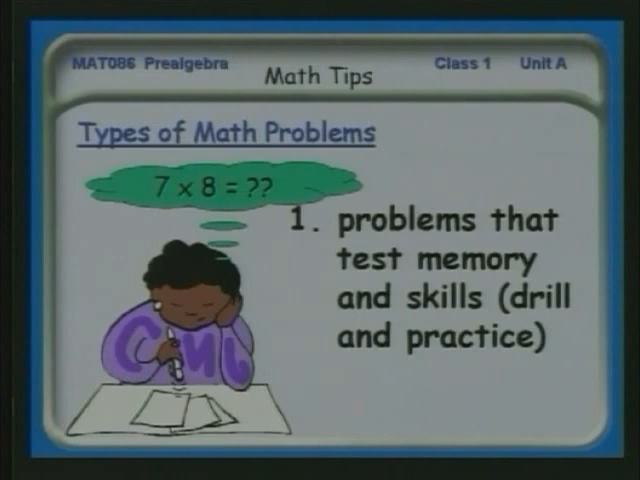 MAT086 Prealgebra
Math Tips
Class 1 Unit A
Types of Math Problems
7 x 8 = ??
1. problems that
test memory
and skills (drill
and practice)